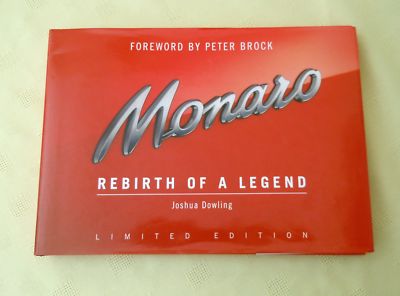 FOREWORD BY PETER BROCK
Monaro
REBIRTH OF A LEGEND
Joshua Dowling
LIMITED EDITION